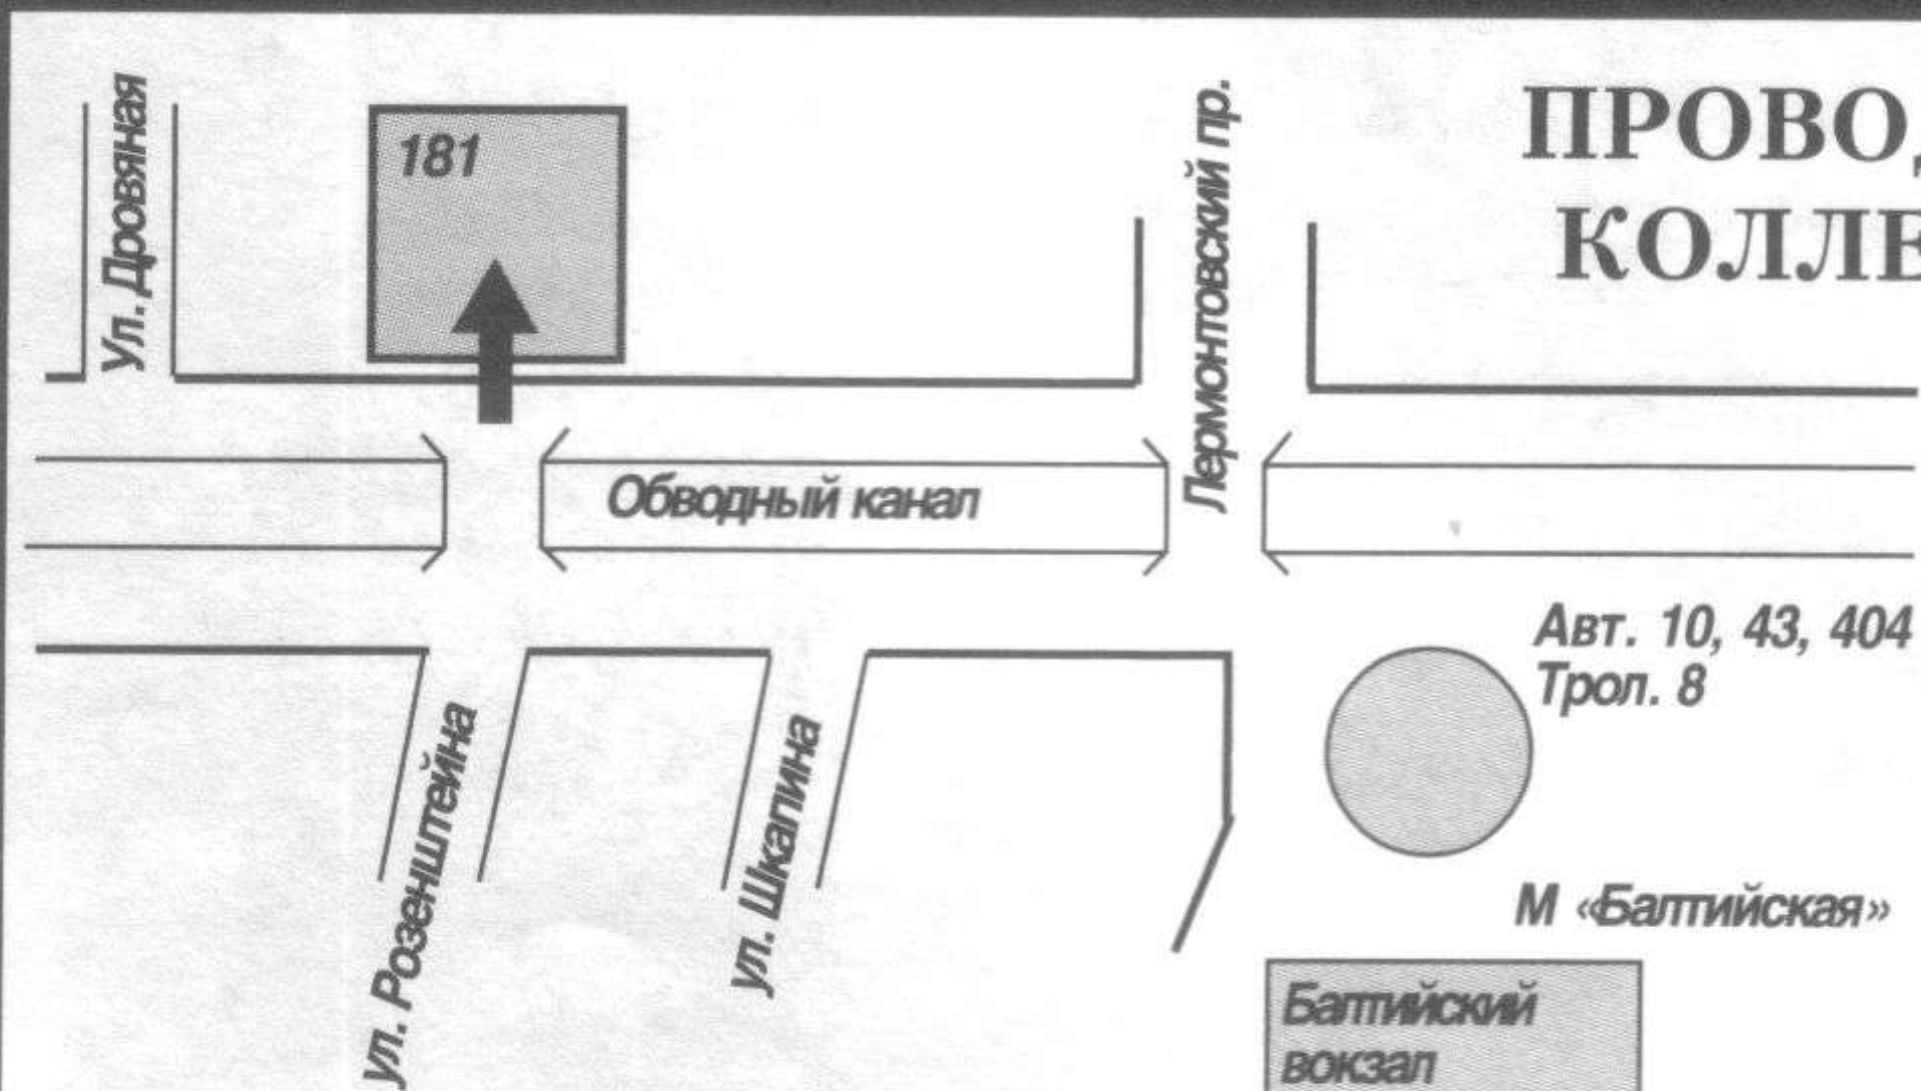 Ул. Дровяная
181
Лермонтовский пр.
ПРОВО
КОЛЛЕ
Обводный канал
Авт. 10, 43, 404
Трол. 8
ул. Розенштейна
ул. Шкапина
М «Балтийская»
Балтийский
вокзал